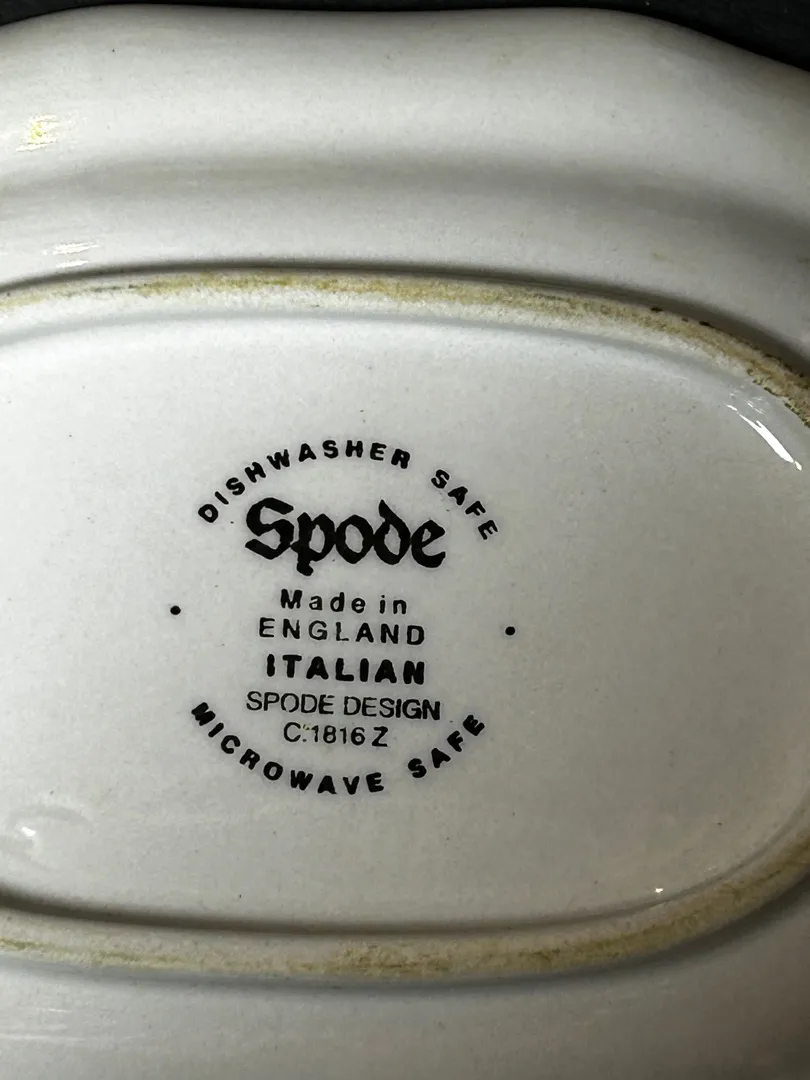 DISHWASHER SAFE
Spode
Made in
ENGLAND
ITALIAN
SPODE DESIGN
C.1816 Z
MICROWAVE SAFE